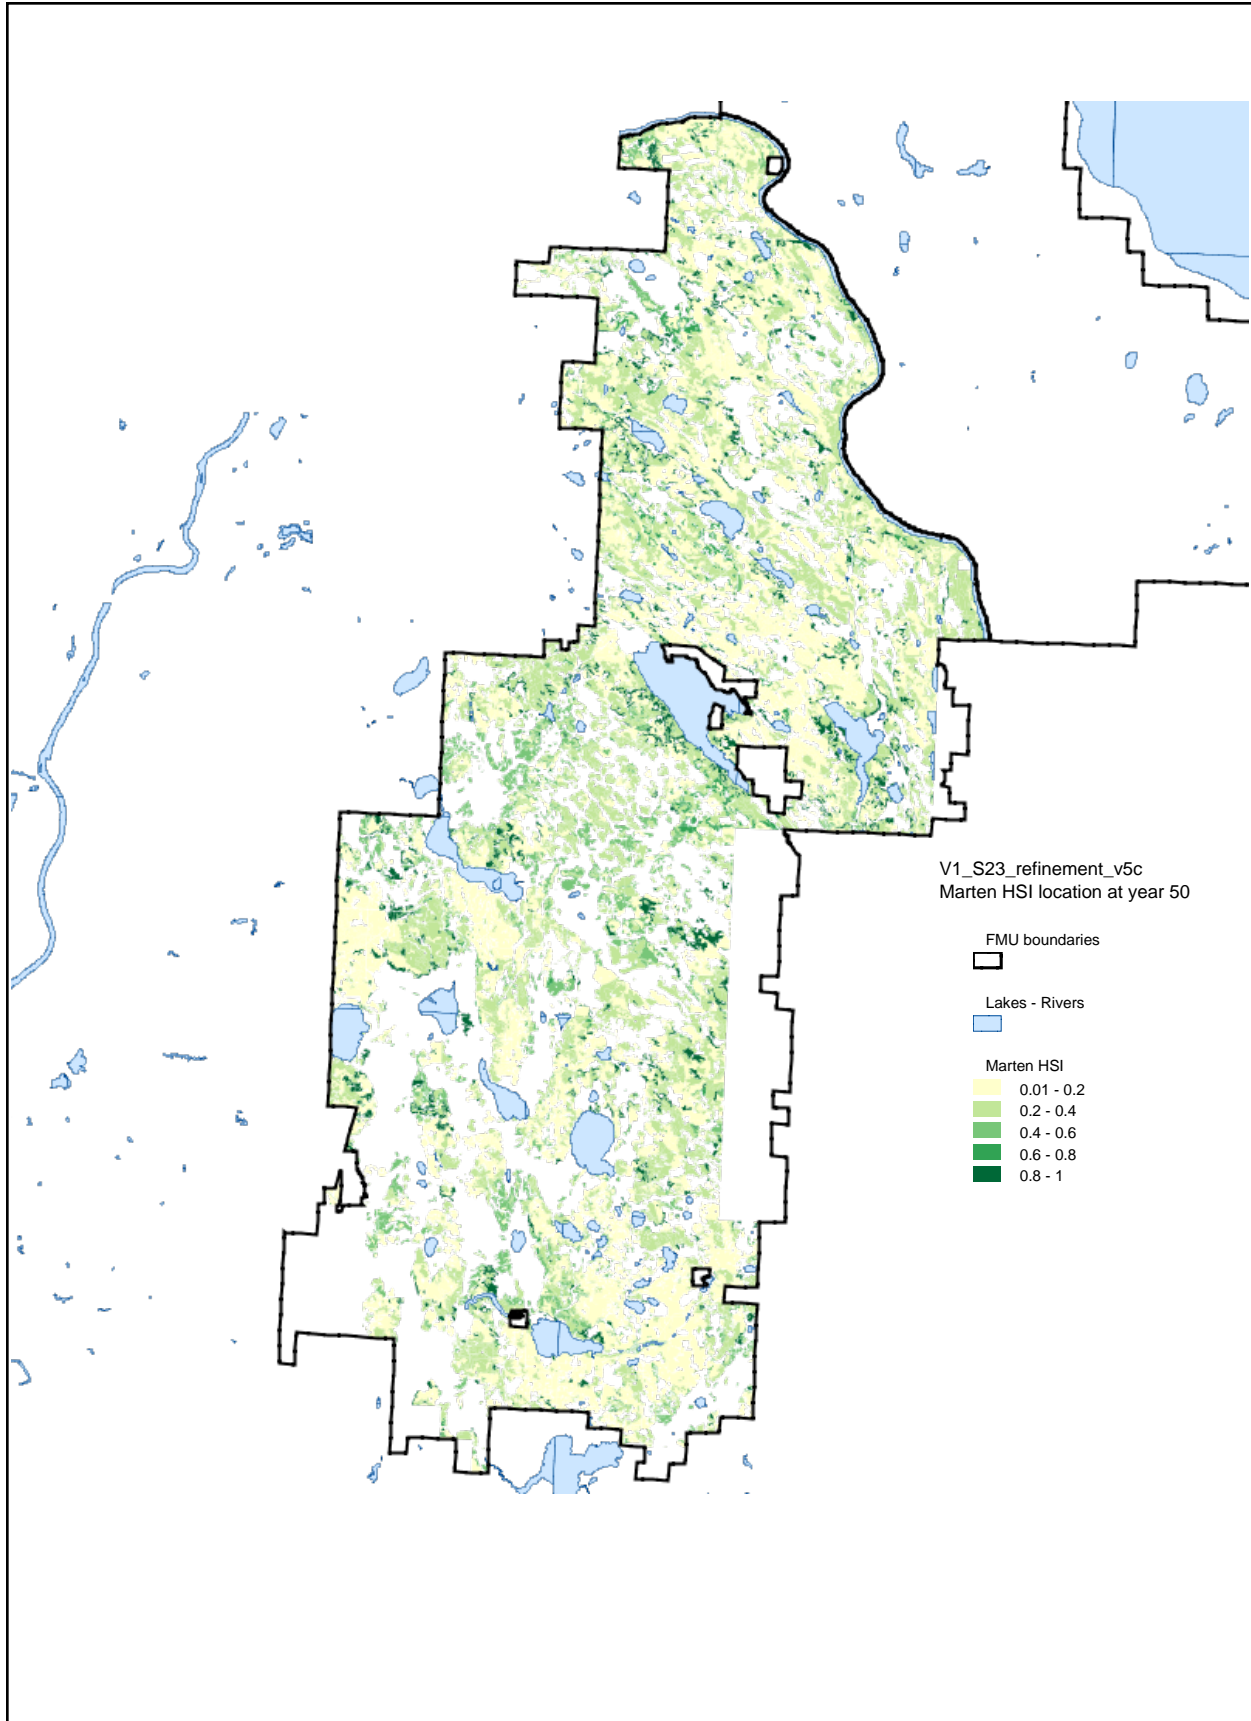 V1_S23_refinement_v5c
Marten HSI location at year 50
FMU boundaries
Lakes - Rivers
Marten HSI
0.01 - 0.2
0.2 - 0.4
0.4 - 0.6
0.6 - 0.8
0.8 - 1